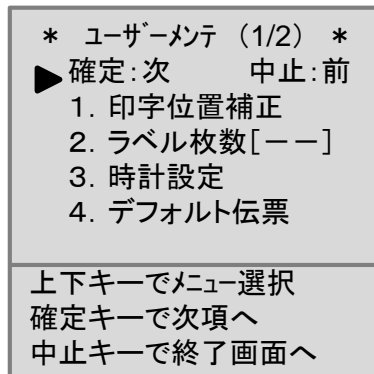 * ユーザーメンテ (1/2) *
▶確定:次 中止:前
1. 印字位置補正
2. ラベル枚数[ーー]
3. 時計設定
4. デフォルト伝票
上下キーでメニュー選択
確定キーで次項へ
中止キーで終了画面へ